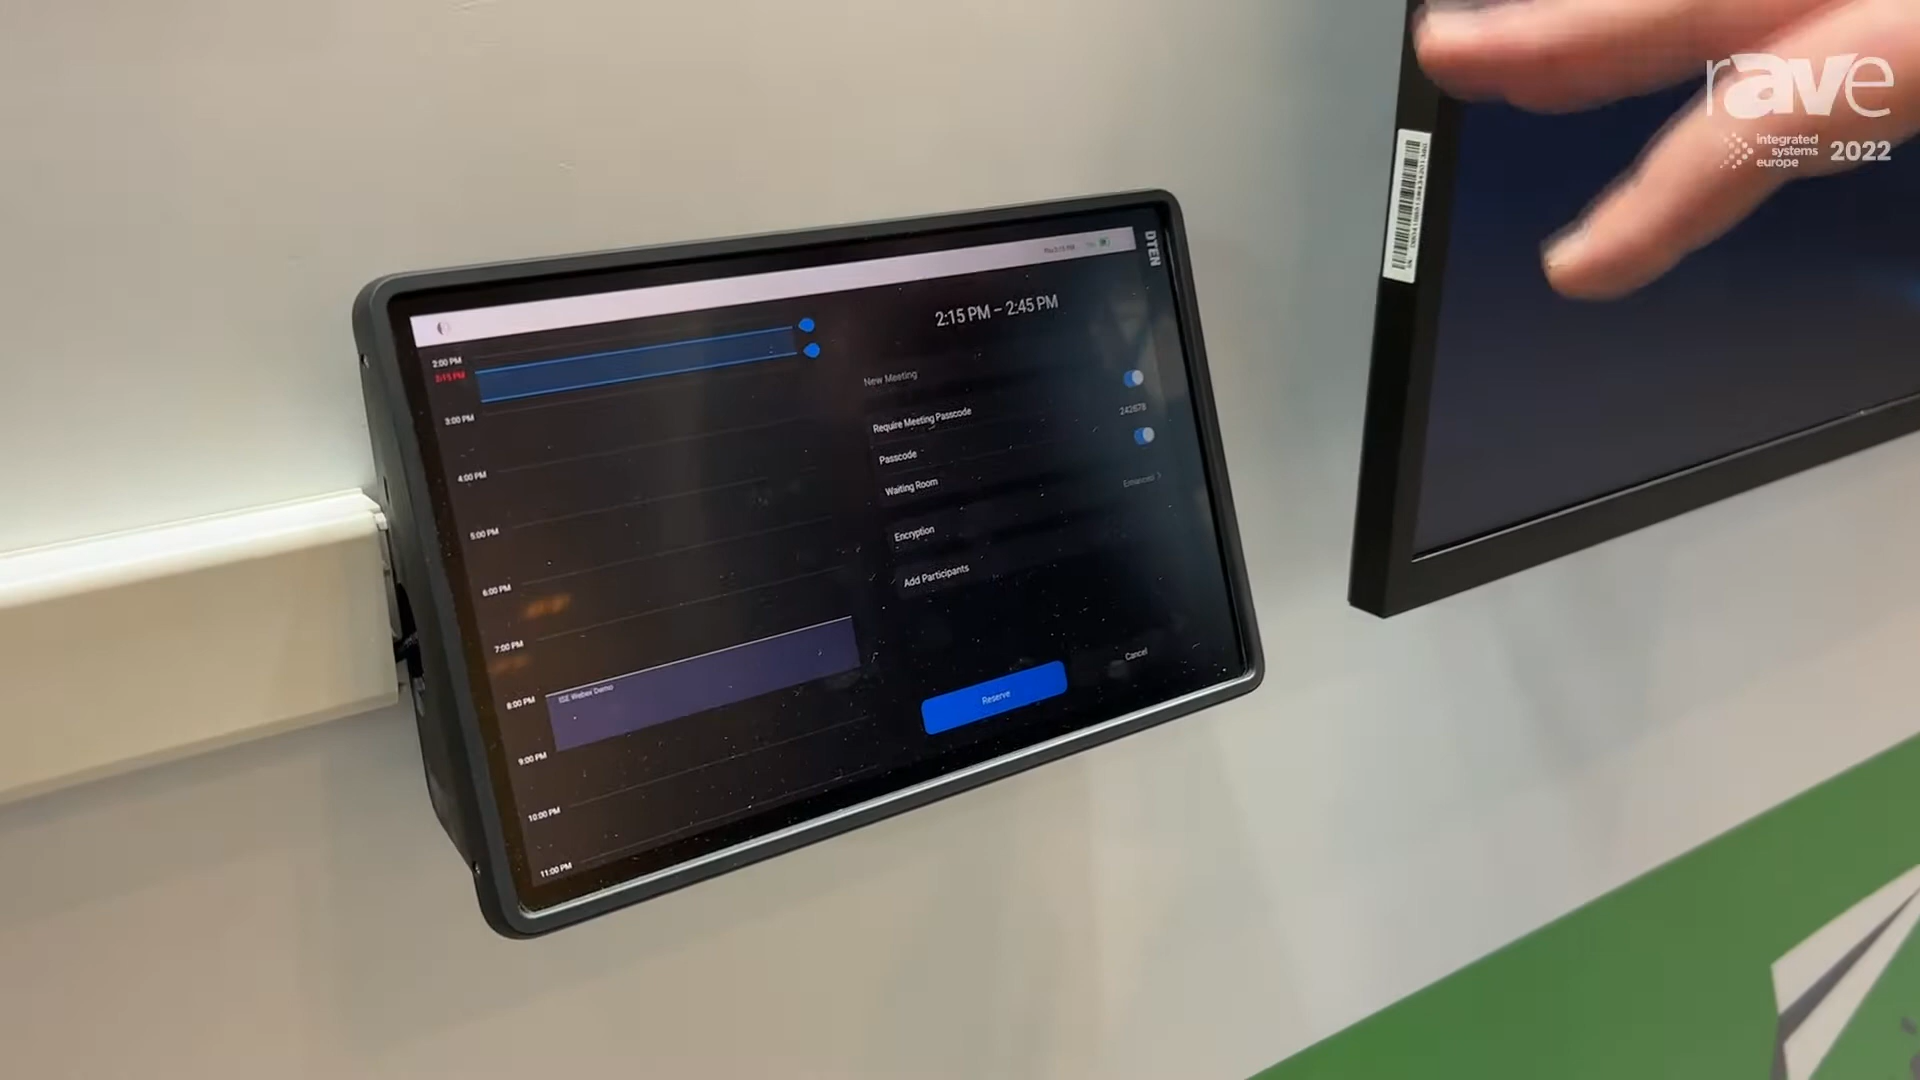 rave
integrated
systems
europe
2022
DTEN
2:15 PM – 2:45 PM
2:00 PM
2:15 PM
3:00 PM
4:00 PM
5:00 PM
6:00 PM
7:00 PM
8:00 PM
9:00 PM
10:00 PM
11:00 PM
ISE Webex Demo
New Meeting
Require Meeting Passcode
Passcode
242678
Waiting Room
Encryption
Enhanced >
Add Participants
Reserve
Cancel